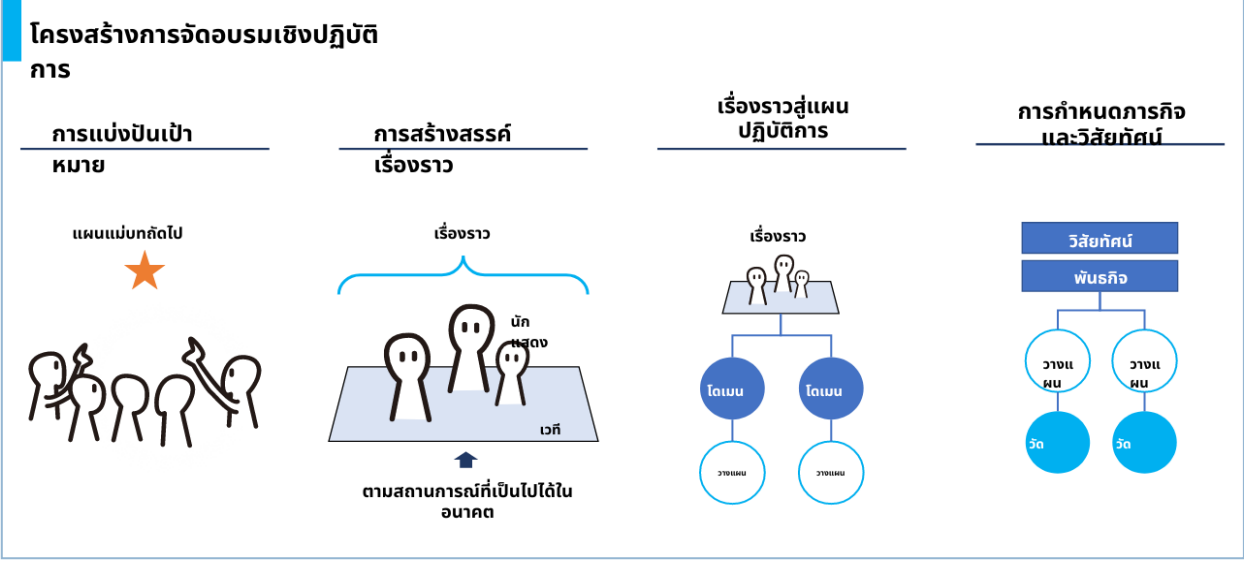 โครงสร้างการจัดอบรมเชิงปฏิบัติ
การ
การแบ่งปันเป้า
หมาย
แผนแม่บทถัดไป
การสร้างสรรค์
เรื่องราว
เรื่องราว
นัก
แสดง
เวที
ตามสถานการณ์ที่เป็นไปได้ใน
อนาคต
เรื่องราวสู่แผน
ปฏิบัติการ
เรื่องราว
โดเมน
โดเมน
วางแผน
วางแผน
การกำหนดภารกิจ
และวิสัยทัศน์
วิสัยทัศน์
พันธกิจ
วางแ
ผน
วางแ
ผน
วัด
วัด